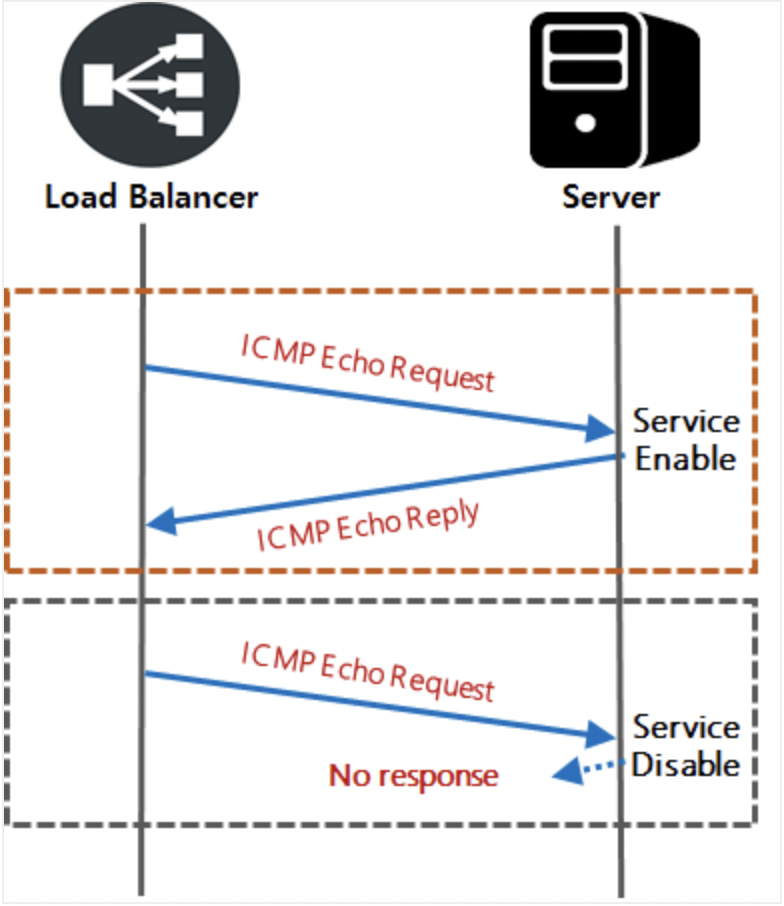 Load Balancer
Server
ICMP Echo Request
Service
Enable
ICMP Echo Reply
ICMP Echo Request
Service
Disable
No response